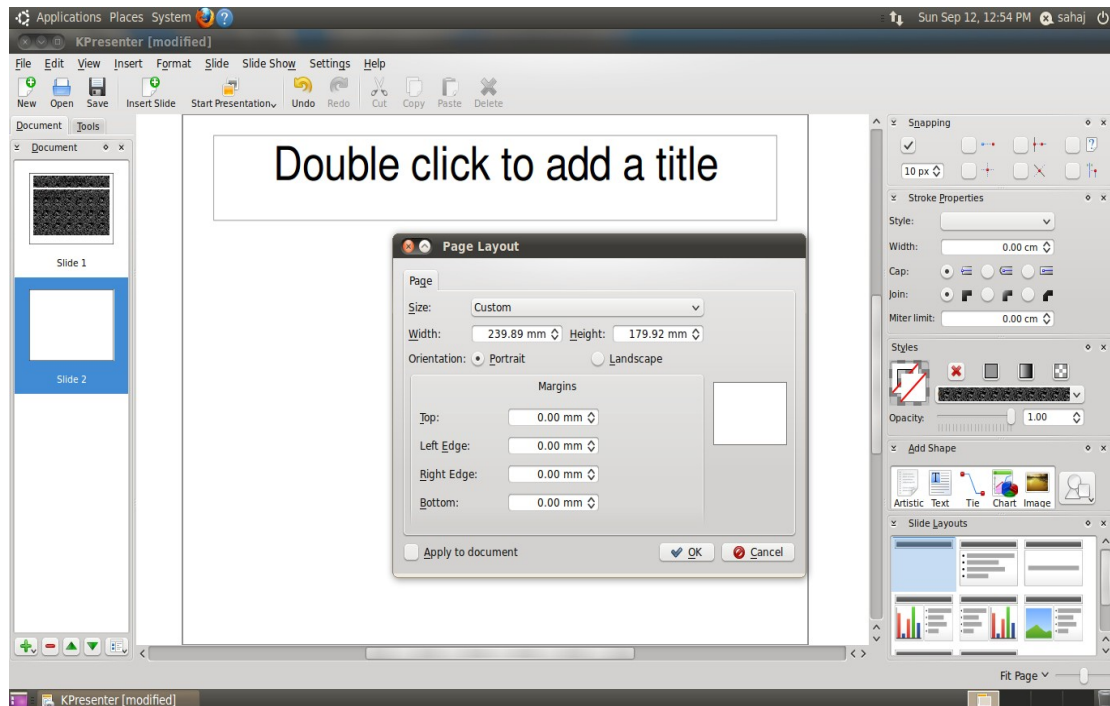 Applications Places System
Sun Sep 12, 12:54 PM sahaj
KPresenter [modified]
File Edit View Insert Format Slide Slide Show Settings Help
New Open Save Insert Slide Start Presentation Undo Redo Cut Copy Paste Delete
Document Tools
Document
Slide 1
Slide 2
Double click to add a title
Page Layout
Page
Size: Custom
Width: 239.89 mm Height: 179.92 mm
Orientation: Portrait Landscape
Margins
Top: 0.00 mm
Left Edge: 0.00 mm
Right Edge: 0.00 mm
Bottom: 0.00 mm
Apply to document OK Cancel
Snapping
10 px
Stroke Properties
Style:
Width: 0.00 cm
Cap:
Join:
Miter limit: 0.00 cm
Styles
Opacity: 1.00
Add Shape
Artistic Text Tie Chart Image
Slide Layouts
Fit Page
KPresenter [modified]